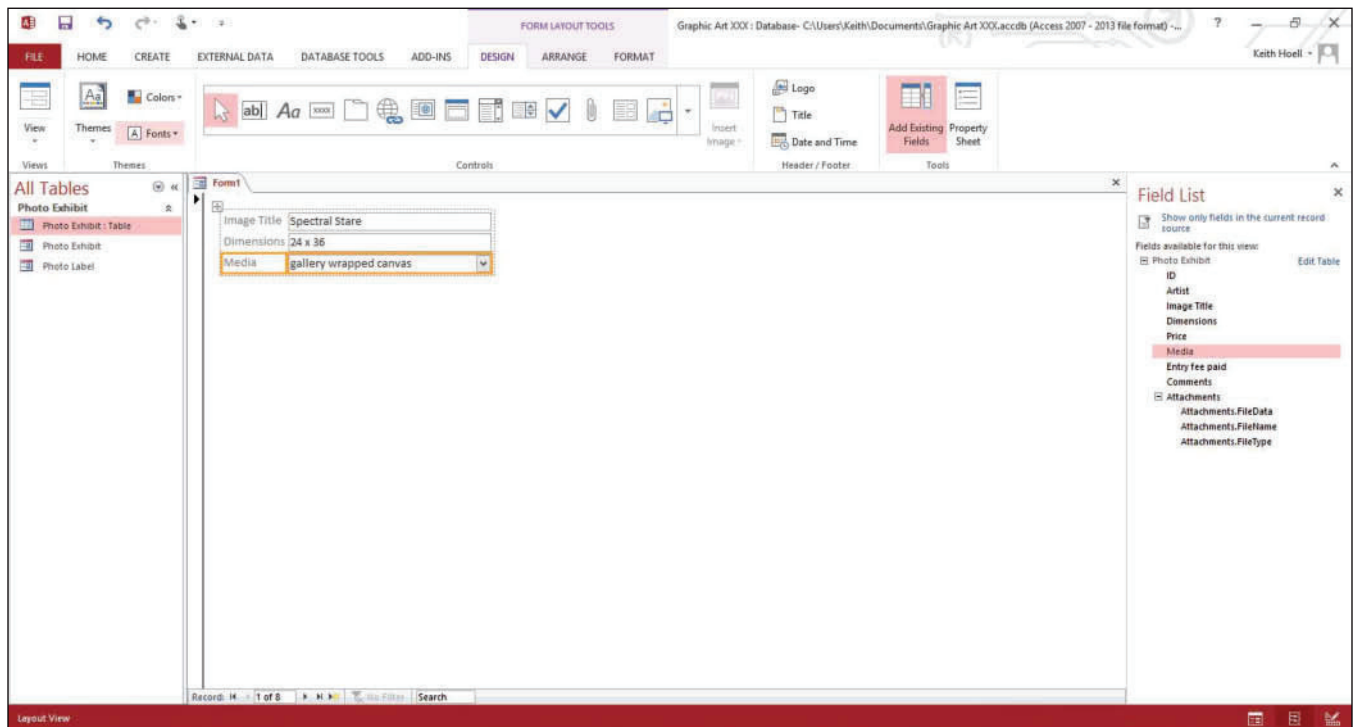 FORM LAYOUT TOOLS
Graphic Art XXX : Database- C:\Users\Keith\Documents\Graphic Art XXX.accdb (Access 2007 - 2013 file format) -...
?
FILE HOME CREATE EXTERNAL DATA DATABASE TOOLS ADD-INS DESIGN ARRANGE FORMAT
Keith Hoell
View
Views
Aa
Themes
Colors
A Fonts
Themes
ab| Aa xxxx
Insert
Image
Controls
Logo
Title
Date and Time
Header / Footer
Add Existing
Fields
Property
Sheet
Tools
All Tables
Photo Exhibit
Photo Exhibit : Table
Photo Exhibit
Photo Label
Form1
Image Title Spectral Stare
Dimensions 24 x 36
Media gallery wrapped canvas
Record: 1 of 8 No Filter Search
Field List
Show only fields in the current record
source
Fields available for this view:
Photo Exhibit Edit Table
ID
Artist
Image Title
Dimensions
Price
Media
Entry fee paid
Comments
Attachments
Attachments.FileData
Attachments.FileName
Attachments.FileType
Layout View